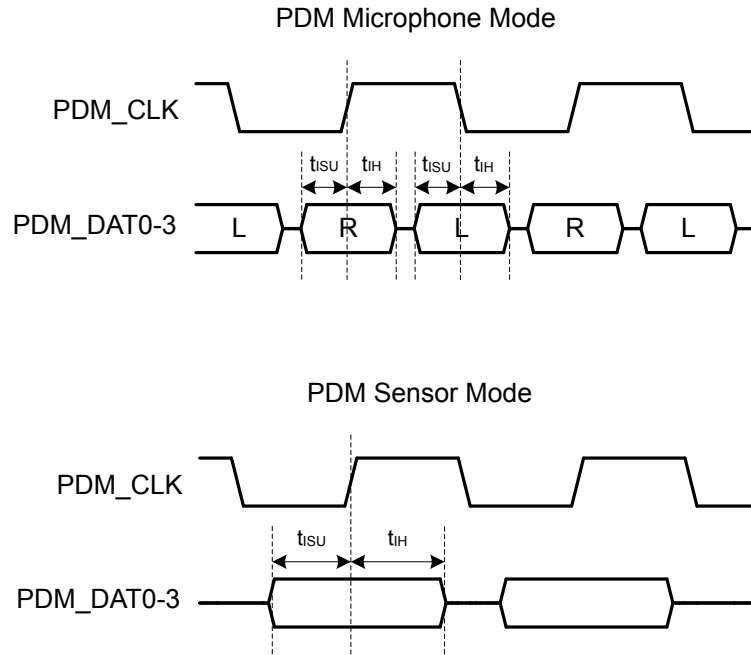 PDM Microphone Mode
PDM_CLK
tISU tIH tISU tIH
PDM_DAT0-3 L R L R L
PDM Sensor Mode
PDM_CLK
tISU tIH
PDM_DAT0-3